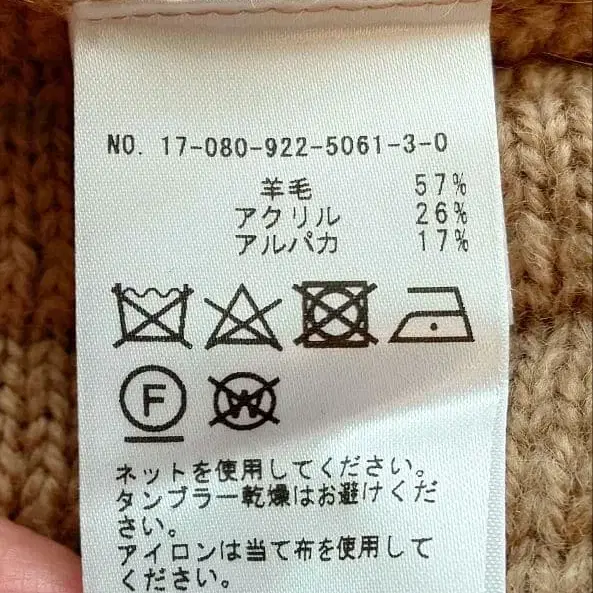 NO. 17-080-922-5061-3-0
羊毛 57%
アクリル 26%
アルパカ 17%
F W
ネットを使用してください。
タンブラー乾燥はお避けくだ
さい。
アイロンは当て布を使用して
ください。